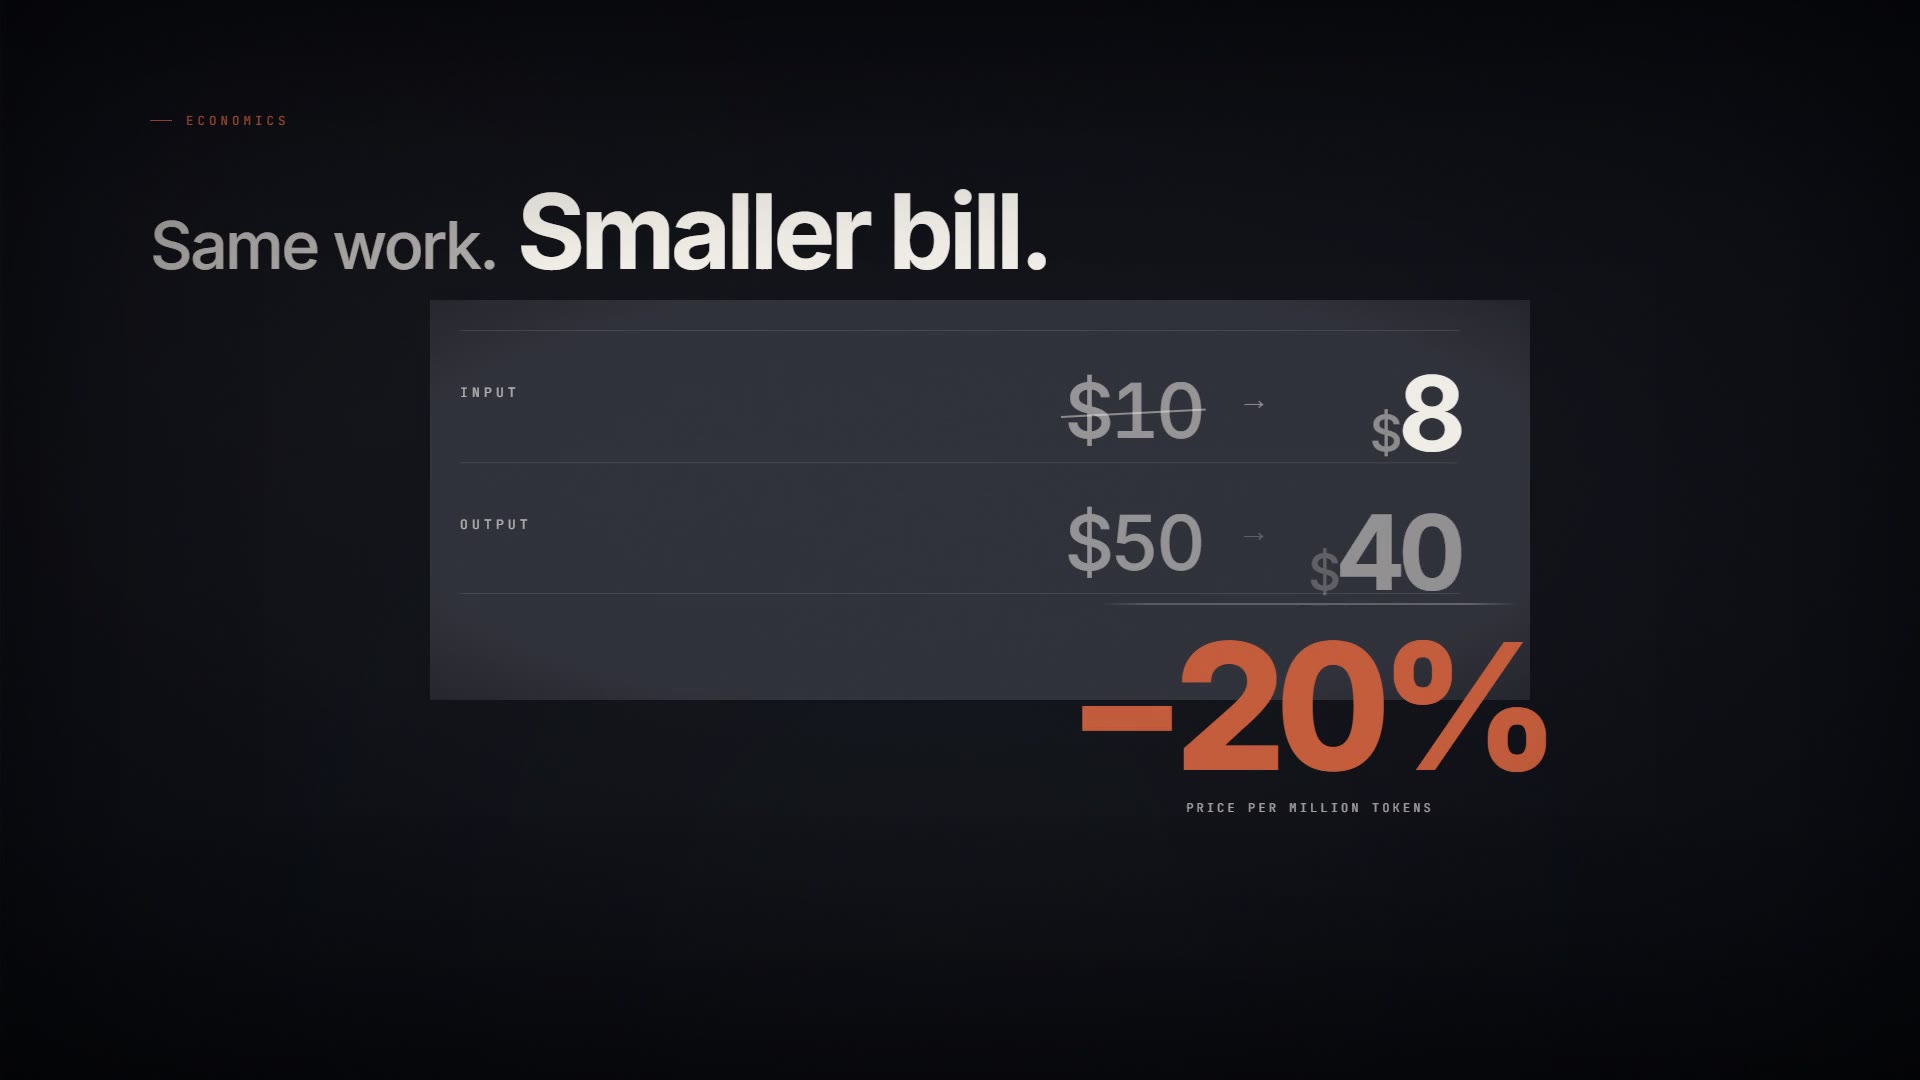 ECONOMICS
Same work. Smaller bill.
INPUT $10 → $8
OUTPUT $50 → $40
–20%
PRICE PER MILLION TOKENS